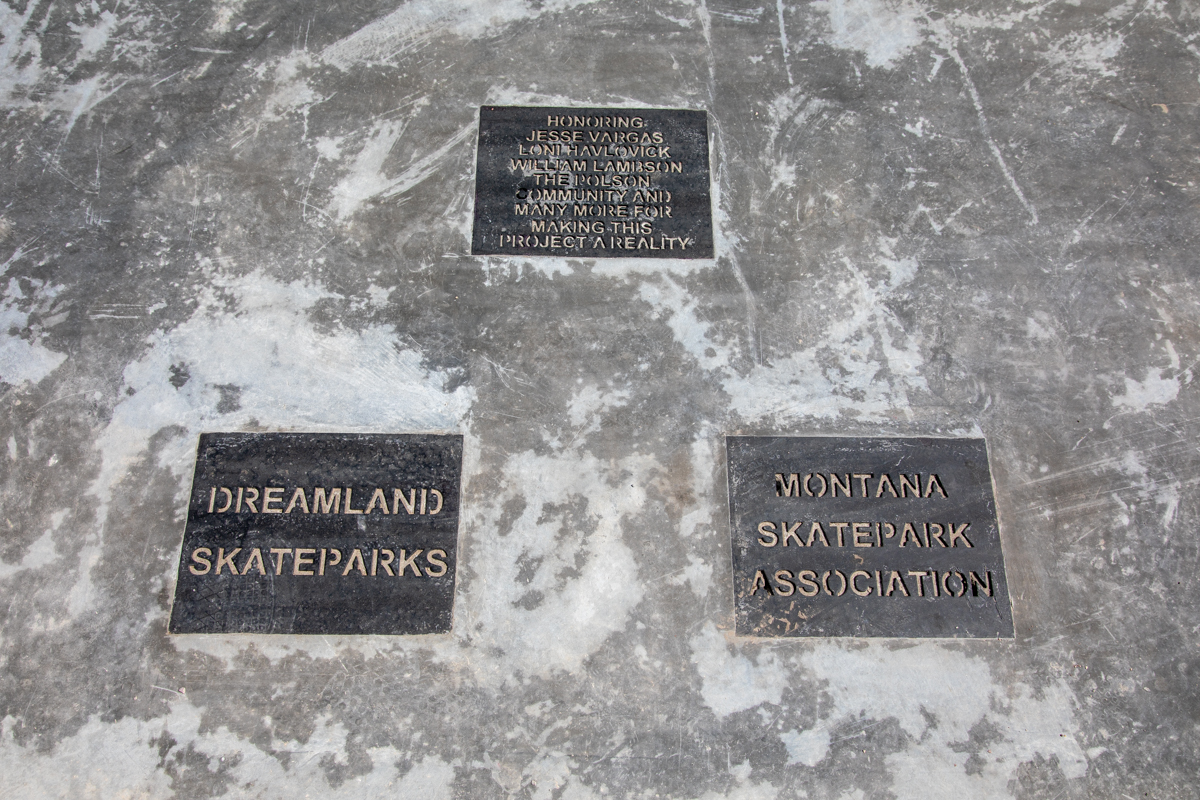 HONORING
JESSE VARGAS
LONI HAVLOVICK
WILLIAM LAMBSON
THE POLSON
COMMUNITY AND
MANY MORE FOR
MAKING THIS
PROJECT A REALITY
DREAMLAND
SKATEPARKS
MONTANA
SKATEPARK
ASSOCIATION